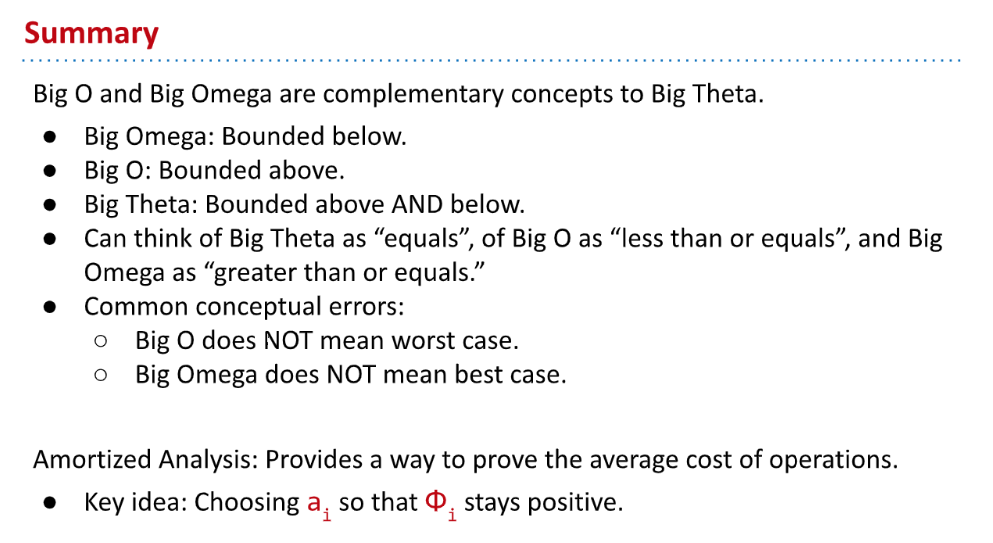 Summary
Big O and Big Omega are complementary concepts to Big Theta.
● Big Omega: Bounded below.
● Big O: Bounded above.
● Big Theta: Bounded above AND below.
● Can think of Big Theta as “equals”, of Big O as “less than or equals”, and Big
Omega as “greater than or equals.”
● Common conceptual errors:
○ Big O does NOT mean worst case.
○ Big Omega does NOT mean best case.
Amortized Analysis: Provides a way to prove the average cost of operations.
● Key idea: Choosing aᵢ so that Φᵢ stays positive.